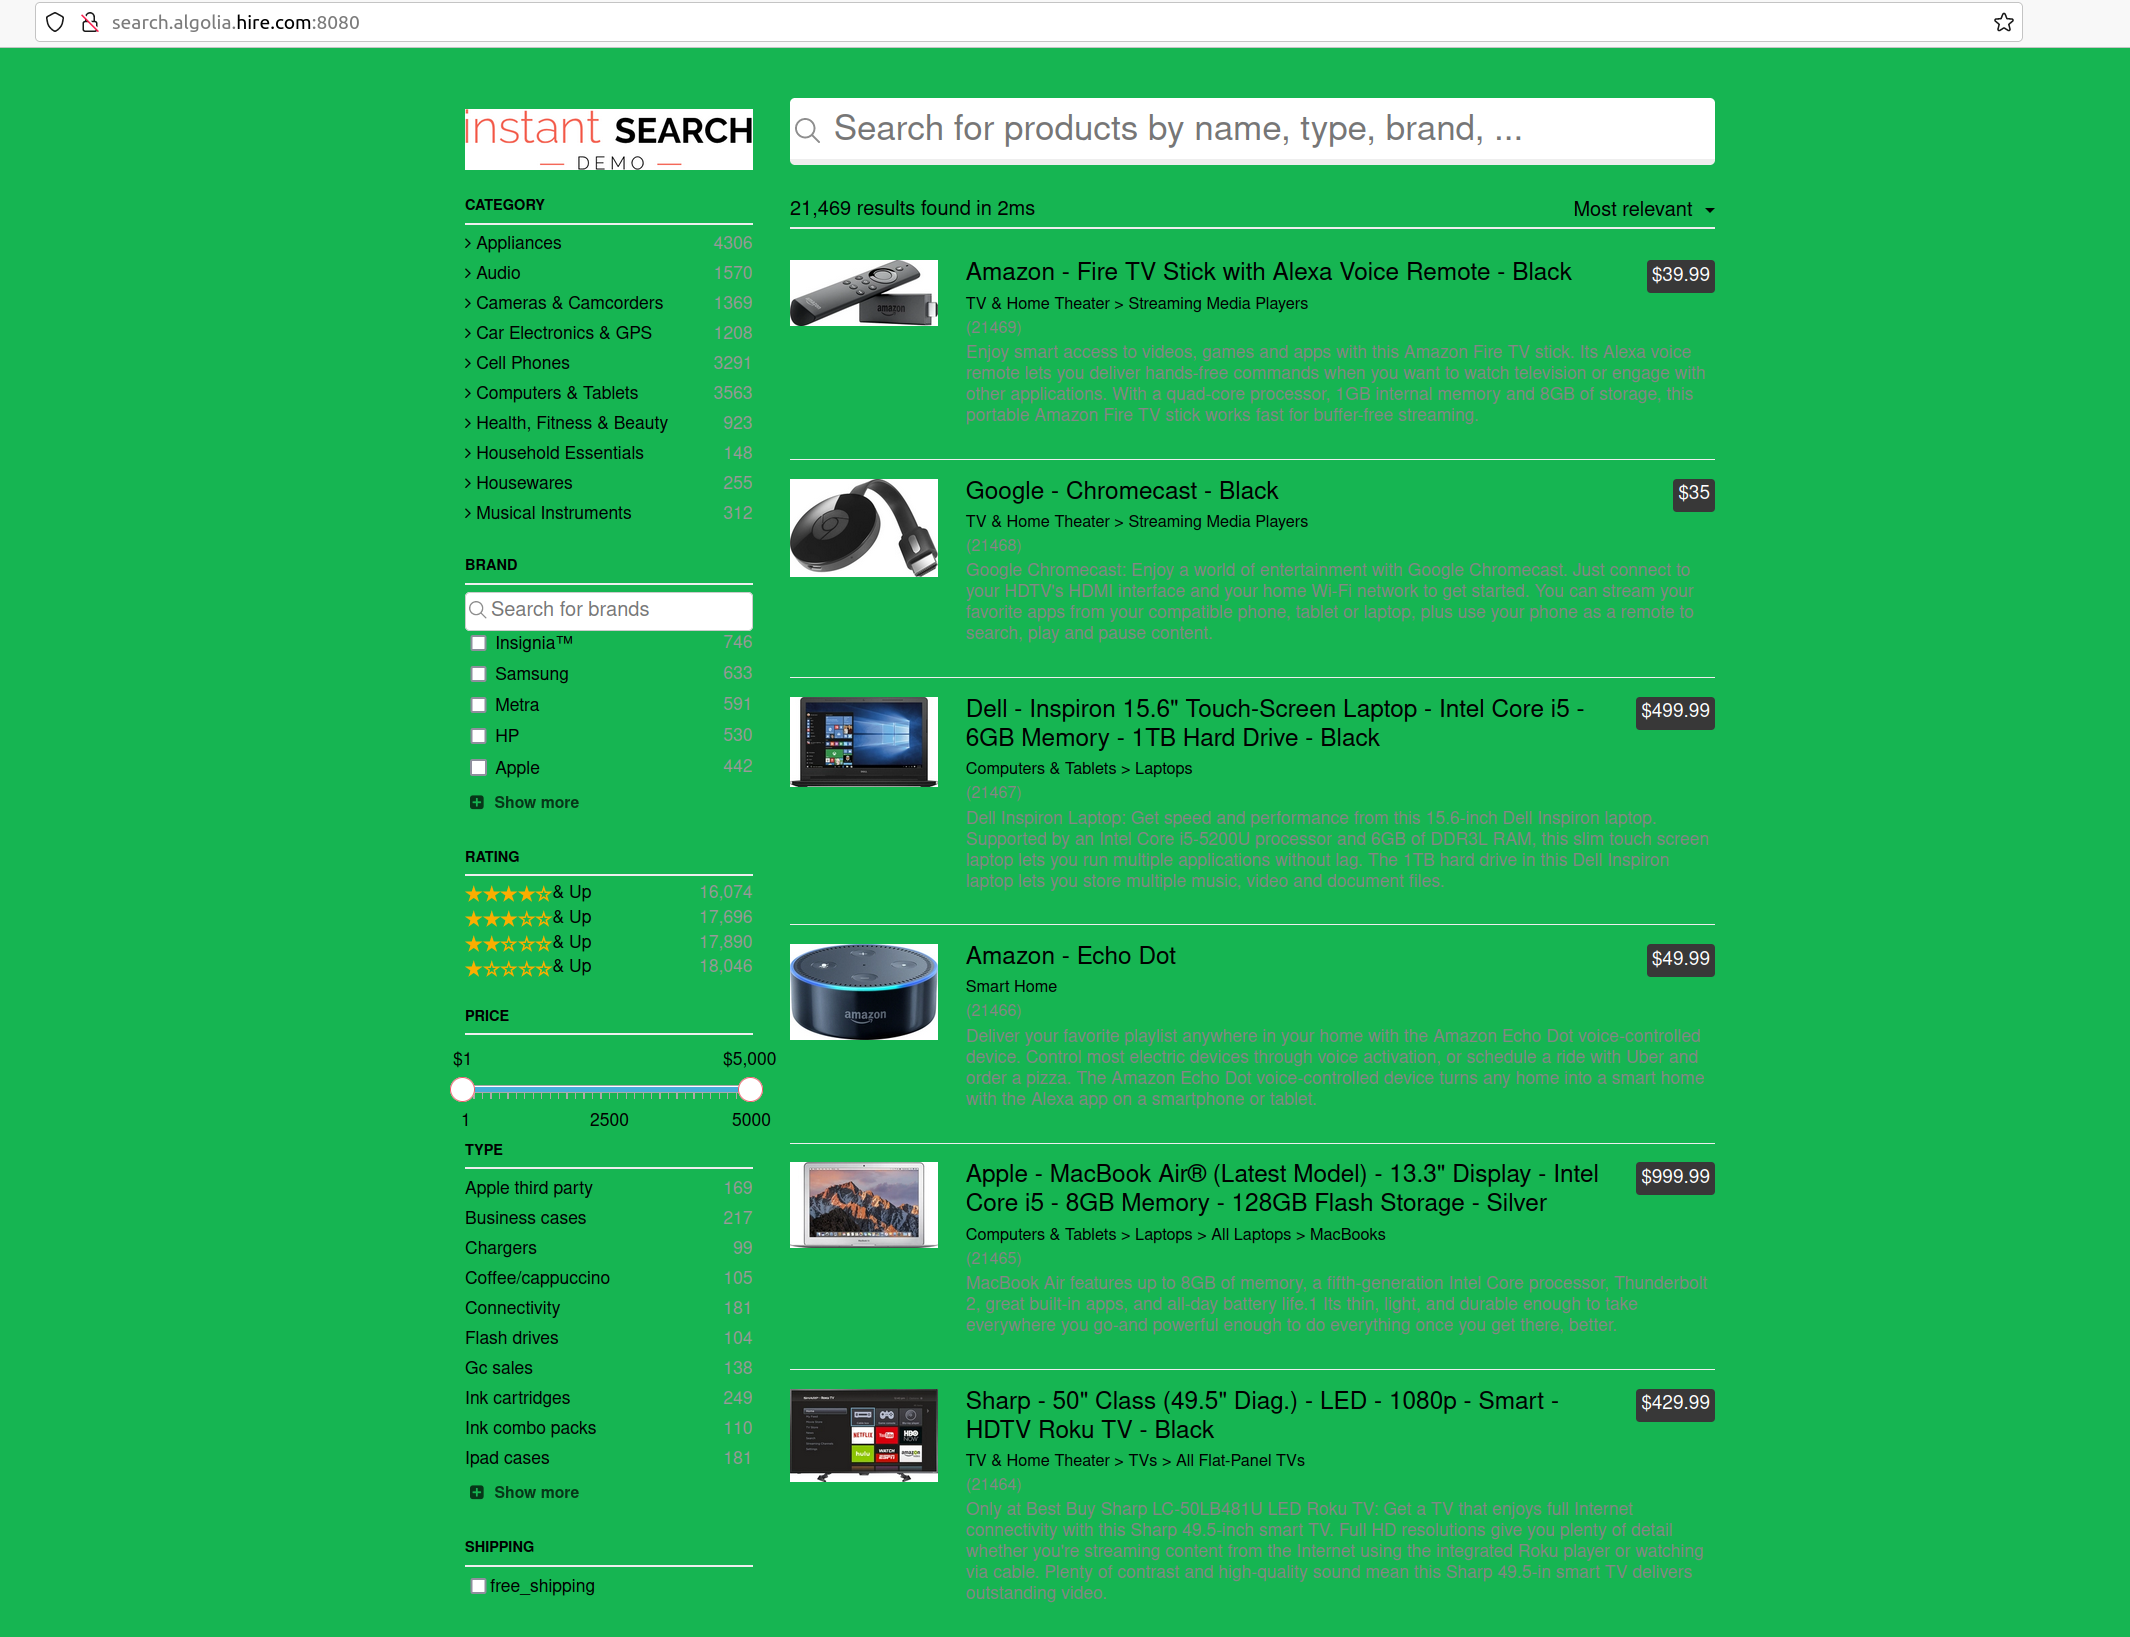 search.algolia.hire.com:8080
instant SEARCH
DEMO
Search for products by name, type, brand, ...
21,469 results found in 2ms
Most relevant
CATEGORY
Appliances 4306
Audio 1570
Cameras & Camcorders 1369
Car Electronics & GPS 1208
Cell Phones 3291
Computers & Tablets 3563
Health, Fitness & Beauty 923
Household Essentials 148
Housewares 255
Musical Instruments 312
BRAND
Search for brands
Insignia™ 746
Samsung 633
Metra 591
HP 530
Apple 442
Show more
RATING
& Up 16,074
& Up 17,696
& Up 17,890
& Up 18,046
PRICE
$1 $5,000
1 2500 5000
TYPE
Apple third party 169
Business cases 217
Chargers 99
Coffee/cappuccino 105
Connectivity 181
Flash drives 104
Gc sales 138
Ink cartridges 249
Ink combo packs 110
Ipad cases 181
Show more
SHIPPING
free_shipping
Amazon - Fire TV Stick with Alexa Voice Remote - Black $39.99
TV & Home Theater > Streaming Media Players
(21469)
Enjoy smart access to videos, games and apps with this Amazon Fire TV stick. Its Alexa voice
remote lets you deliver hands-free commands when you want to watch television or engage with
other applications. With a quad-core processor, 1GB internal memory and 8GB of storage, this
portable Amazon Fire TV stick works fast for buffer-free streaming.
amazon
Google - Chromecast - Black $35
TV & Home Theater > Streaming Media Players
(21468)
Google Chromecast: Enjoy a world of entertainment with Google Chromecast. Just connect to
your HDTV's HDMI interface and your home Wi-Fi network to get started. You can stream your
favorite apps from your compatible phone, tablet or laptop, plus use your phone as a remote to
search, play and pause content.
Dell - Inspiron 15.6" Touch-Screen Laptop - Intel Core i5 - $499.99
6GB Memory - 1TB Hard Drive - Black
Computers & Tablets > Laptops
(21467)
Dell Inspiron Laptop: Get speed and performance from this 15.6-inch Dell Inspiron laptop.
Supported by an Intel Core i5-5200U processor and 6GB of DDR3L RAM, this slim touch screen
laptop lets you run multiple applications without lag. The 1TB hard drive in this Dell Inspiron
laptop lets you store multiple music, video and document files.
Amazon - Echo Dot $49.99
Smart Home
(21466)
Deliver your favorite playlist anywhere in your home with the Amazon Echo Dot voice-controlled
device. Control most electric devices through voice activation, or schedule a ride with Uber and
order a pizza. The Amazon Echo Dot voice-controlled device turns any home into a smart home
with the Alexa app on a smartphone or tablet.
amazon
Apple - MacBook Air® (Latest Model) - 13.3" Display - Intel $999.99
Core i5 - 8GB Memory - 128GB Flash Storage - Silver
Computers & Tablets > Laptops > All Laptops > MacBooks
(21465)
MacBook Air features up to 8GB of memory, a fifth-generation Intel Core processor, Thunderbolt
2, great built-in apps, and all-day battery life.1 Its thin, light, and durable enough to take
everywhere you go-and powerful enough to do everything once you get there, better.
Sharp - 50" Class (49.5" Diag.) - LED - 1080p - Smart - $429.99
HDTV Roku TV - Black
TV & Home Theater > TVs > All Flat-Panel TVs
(21464)
Only at Best Buy Sharp LC-50LB481U LED Roku TV: Get a TV that enjoys full Internet
connectivity with this Sharp 49.5-inch smart TV. Full HD resolutions give you plenty of detail
whether you're streaming content from the Internet using the integrated Roku player or watching
via cable. Plenty of contrast and high-quality sound mean this Sharp 49.5-in smart TV delivers
outstanding video.
NETFLIX YouTube HBO NOW
hulu WATCH ESPN amazon